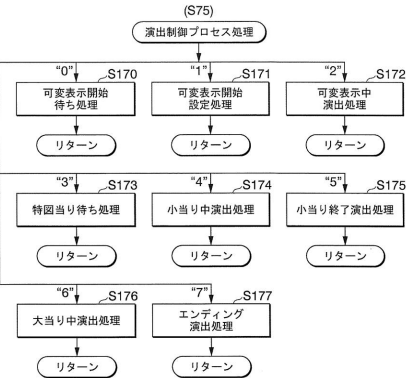 (S75)
演出制御プロセス処理
“0”
S170
可変表示開始
待ち処理
リターン
“1”
S171
可変表示開始
設定処理
リターン
“2”
S172
可変表示中
演出処理
リターン
“3”
S173
特図当り待ち処理
リターン
“4”
S174
小当り中演出処理
リターン
“5”
S175
小当り終了演出処理
リターン
“6”
S176
大当り中演出処理
リターン
“7”
S177
エンディング
演出処理
リターン